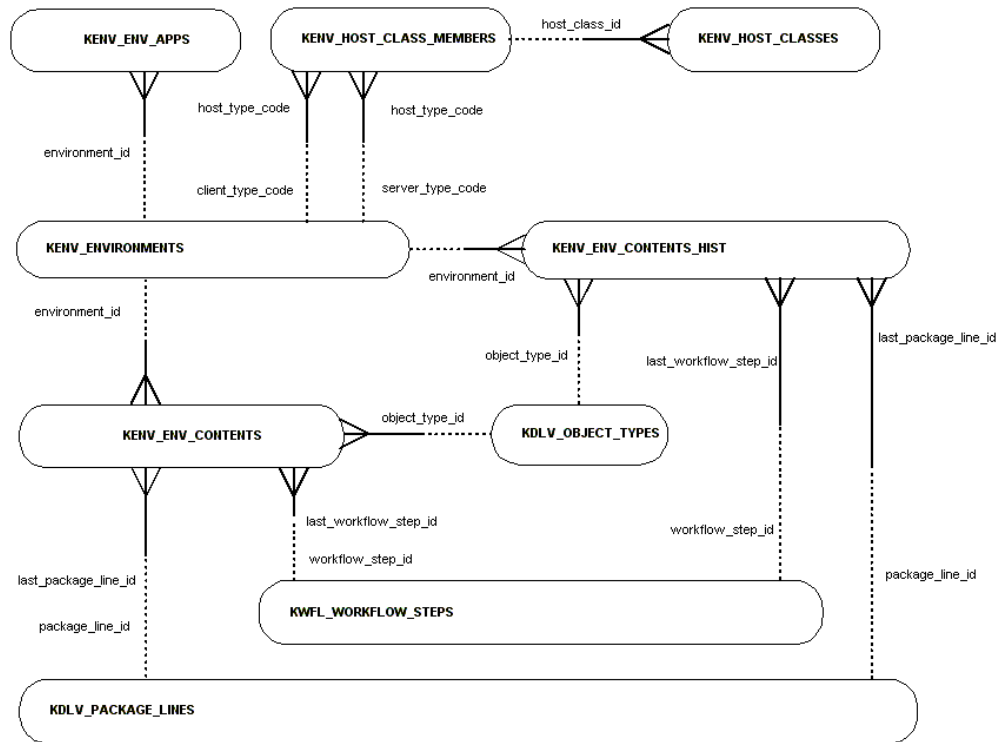 host_class_id
KENV_ENV_APPS
KENV_HOST_CLASS_MEMBERS
KENV_HOST_CLASSES
host_type_code
host_type_code
environment_id
client_type_code
server_type_code
KENV_ENVIRONMENTS
KENV_ENV_CONTENTS_HIST
environment_id
environment_id
last_package_line_id
object_type_id
last_workflow_step_id
object_type_id
KENV_ENV_CONTENTS
KDLV_OBJECT_TYPES
last_workflow_step_id
workflow_step_id
workflow_step_id
last_package_line_id
package_line_id
KWFL_WORKFLOW_STEPS
package_line_id
KDLV_PACKAGE_LINES